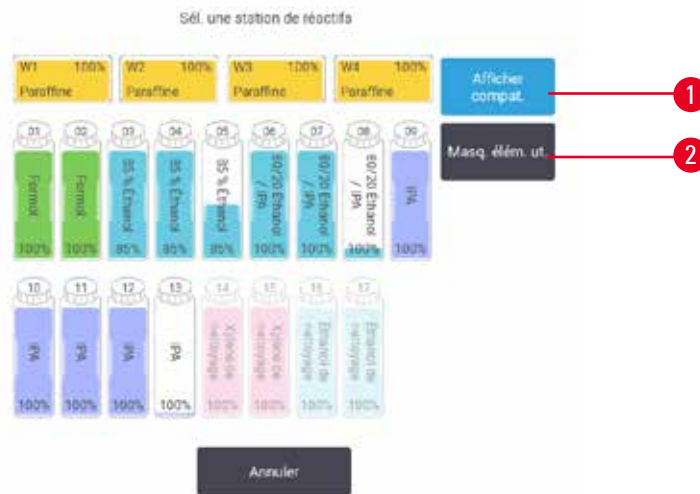 Sél. une station de réactifs
W1 100% W2 100% W3 100% W4 100%
Paraffine Paraffine Paraffine Paraffine
Afficher
compat.
1
Masq. élém. ut.
2
01 02 03 04 05 06 07 08 09
Formol
Formol
85 % Éthanol
85 % Éthanol
85 % Éthanol
80/20 Éthanol
/ IPA
80/20 Éthanol
/ IPA
80/20 Éthanol
/ IPA
IPA
100% 100% 85% 85% 85% 100% 100% 100% 100%
10 11 12 13 14 15 16 17
IPA
IPA
IPA
IPA
Xylène de
nettoyage
Xylène de
nettoyage
Éthanol de
nettoyage
Éthanol de
nettoyage
100% 100% 100% 100% 100% 100% 100% 100%
Annuler